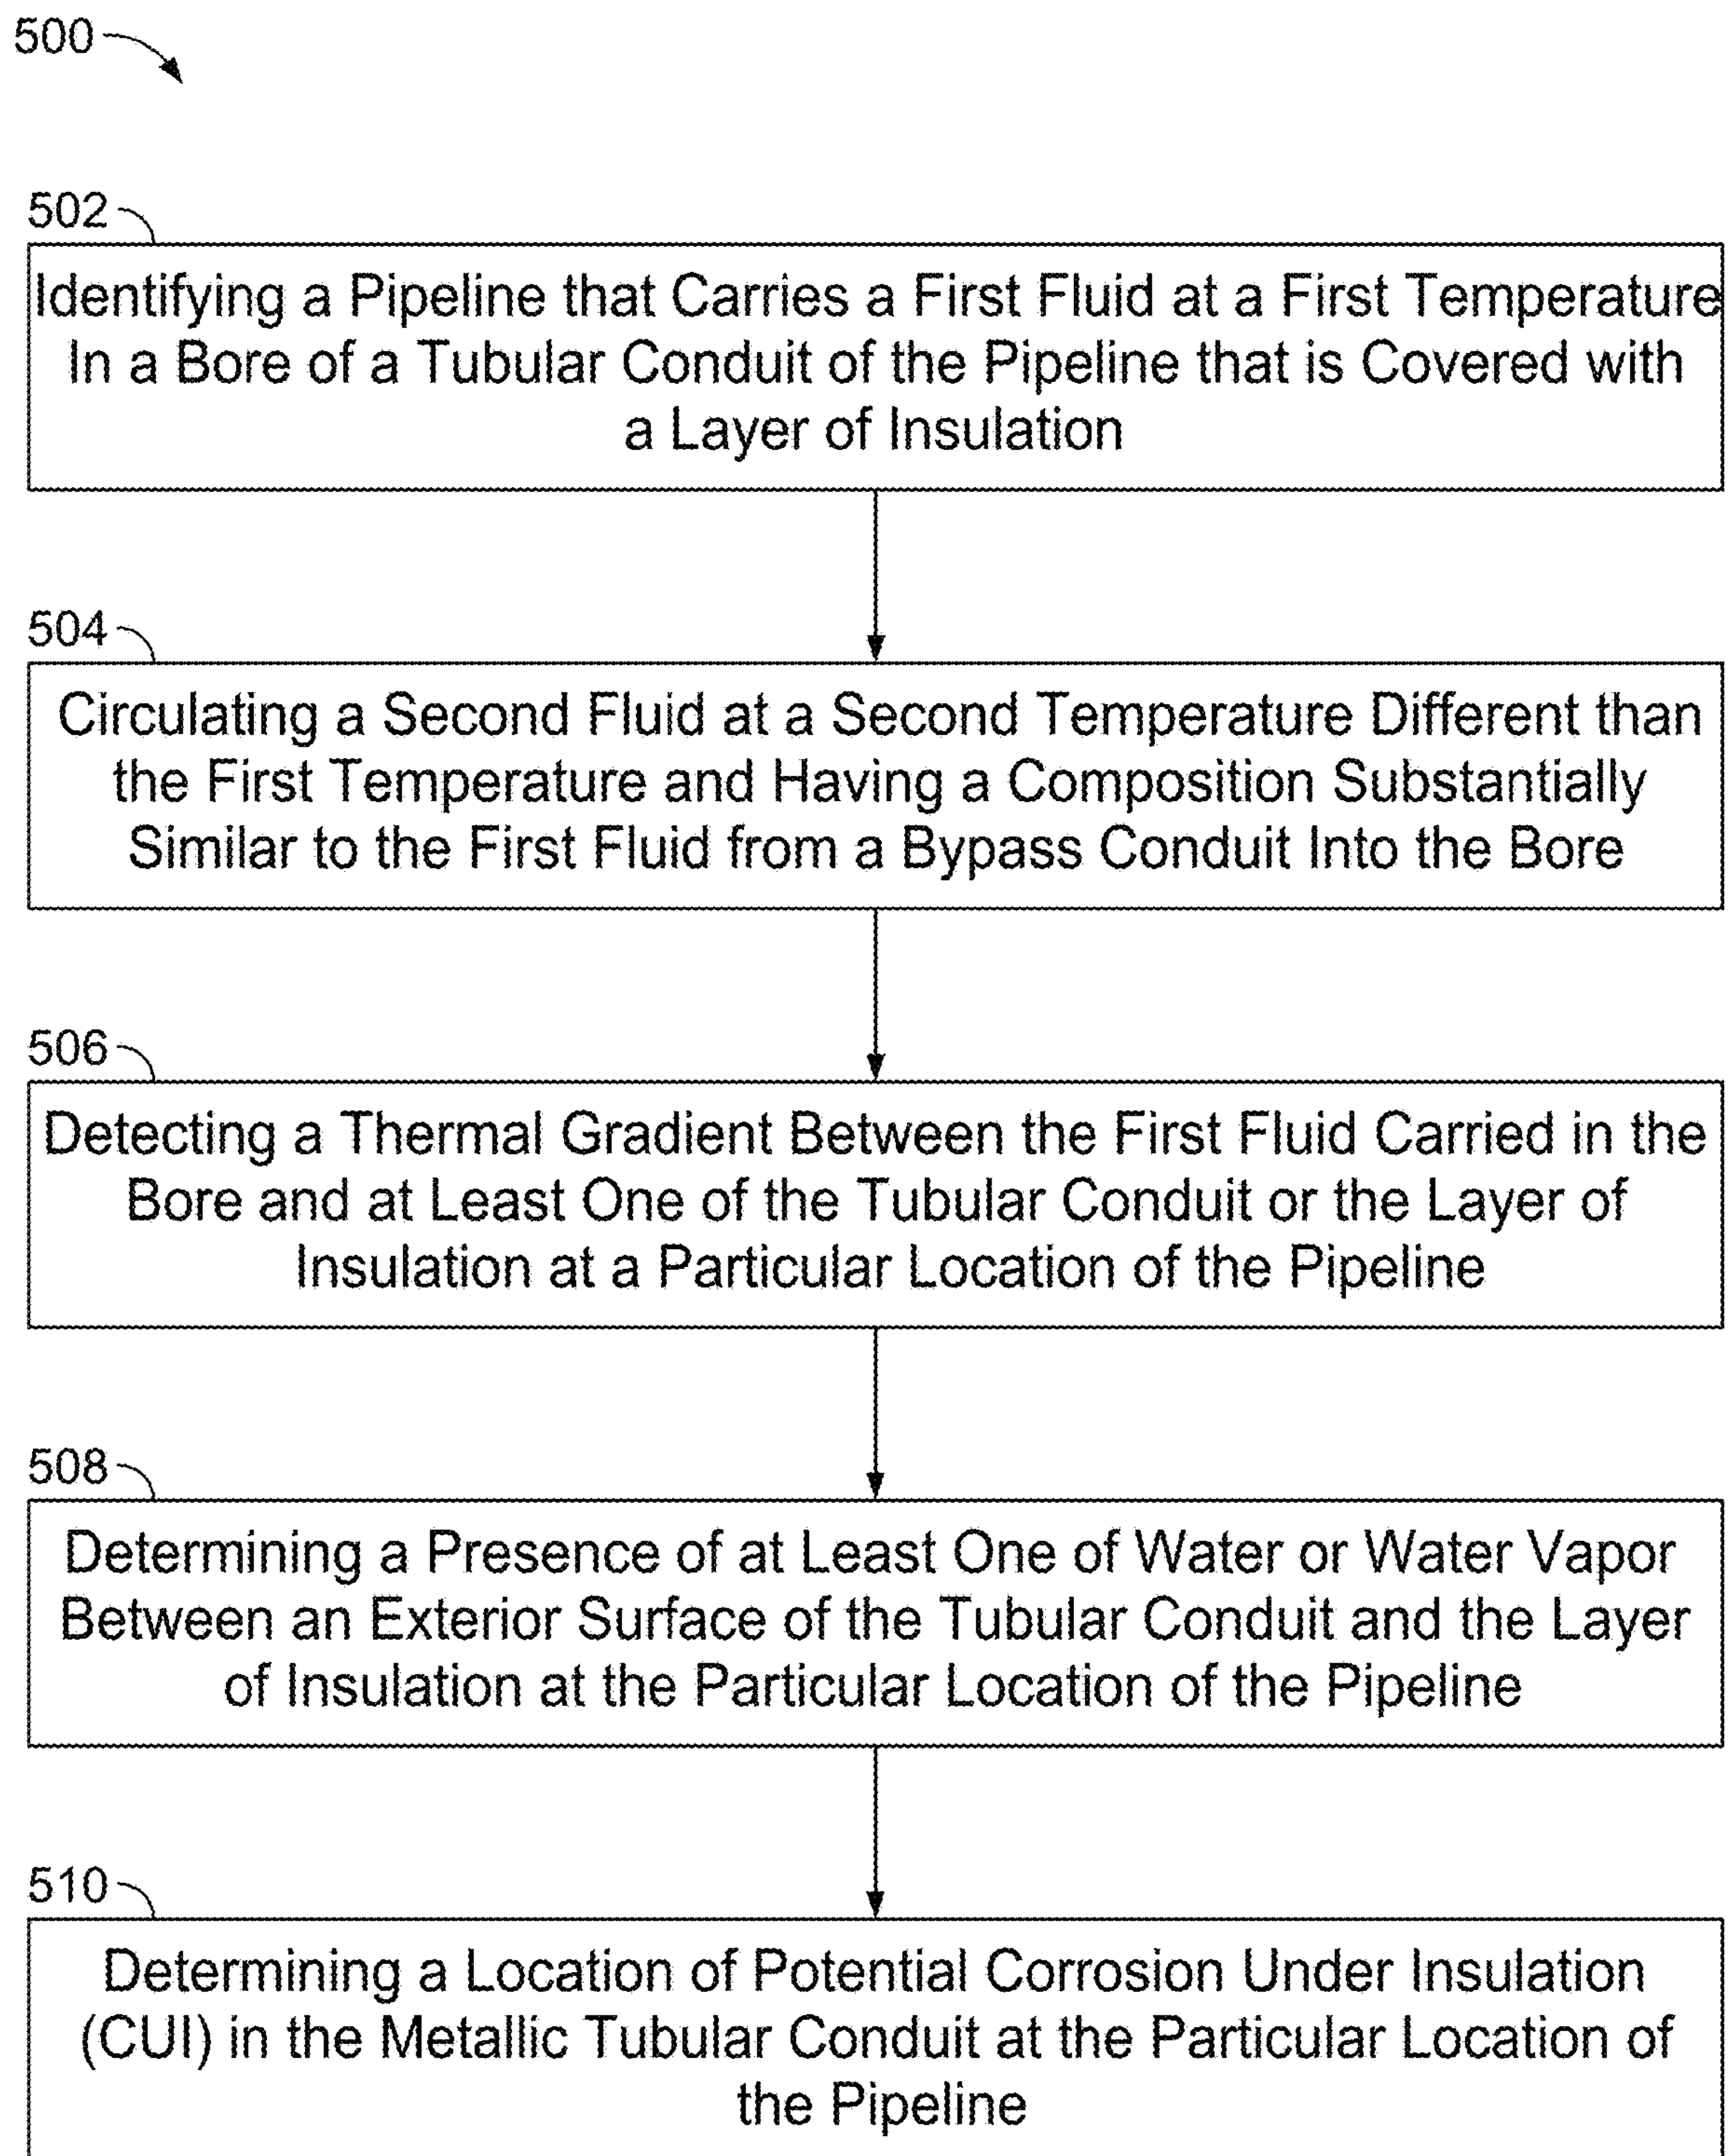 500
502
Identifying a Pipeline that Carries a First Fluid at a First Temperature
In a Bore of a Tubular Conduit of the Pipeline that is Covered with
a Layer of Insulation
504
Circulating a Second Fluid at a Second Temperature Different than
the First Temperature and Having a Composition Substantially
Similar to the First Fluid from a Bypass Conduit Into the Bore
506
Detecting a Thermal Gradient Between the First Fluid Carried in the
Bore and at Least One of the Tubular Conduit or the Layer of
Insulation at a Particular Location of the Pipeline
508
Determining a Presence of at Least One of Water or Water Vapor
Between an Exterior Surface of the Tubular Conduit and the Layer
of Insulation at the Particular Location of the Pipeline
510
Determining a Location of Potential Corrosion Under Insulation
(CUI) in the Metallic Tubular Conduit at the Particular Location of
the Pipeline